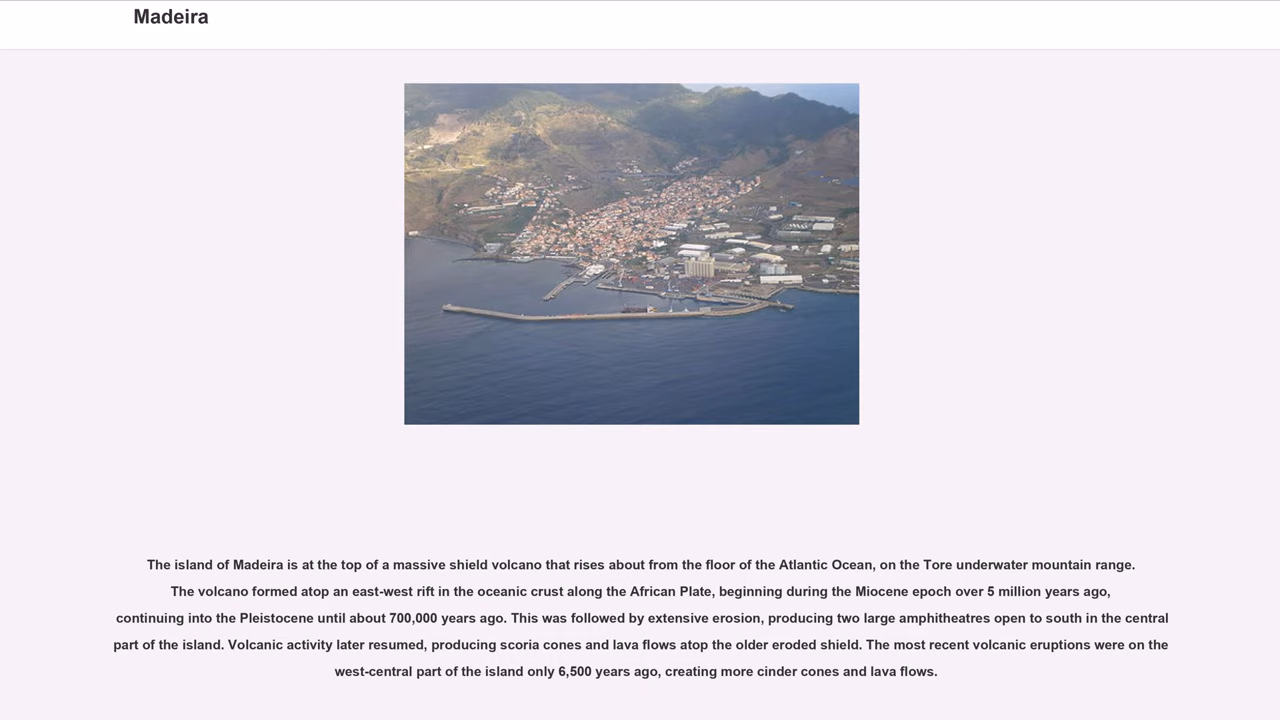 Madeira
The island of Madeira is at the top of a massive shield volcano that rises about from the floor of the Atlantic Ocean, on the Tore underwater mountain range.
The volcano formed atop an east-west rift in the oceanic crust along the African Plate, beginning during the Miocene epoch over 5 million years ago,
continuing into the Pleistocene until about 700,000 years ago. This was followed by extensive erosion, producing two large amphitheatres open to south in the central
part of the island. Volcanic activity later resumed, producing scoria cones and lava flows atop the older eroded shield. The most recent volcanic eruptions were on the
west-central part of the island only 6,500 years ago, creating more cinder cones and lava flows.